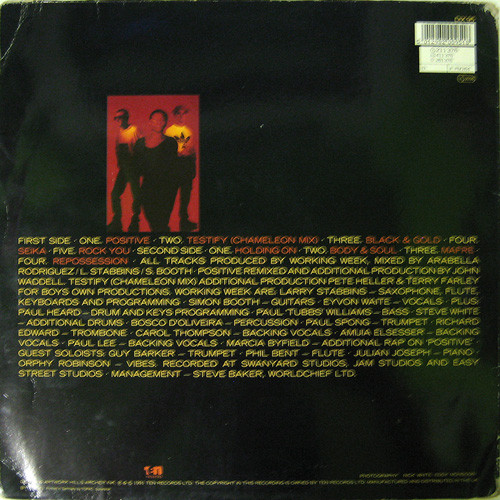 FIRST SIDE · ONE. POSITIVE · TWO. TESTIFY (CHAMELEON MIX) · THREE. BLACK & GOLD · FOUR.
SEIKA · FIVE. ROCK YOU · SECOND SIDE · ONE. HOLDING ON · TWO. BODY & SOUL · THREE. MAFRE ·
FOUR. REPOSSESSION · ALL TRACKS PRODUCED BY WORKING WEEK, MIXED BY ARABELLA
RODRIGUEZ / L. STABBINS / S. BOOTH · POSITIVE REMIXED AND ADDITIONAL PRODUCTION BY JOHN
WADDELL. TESTIFY (CHAMELEON MIX) ADDITIONAL PRODUCTION PETE HELLER & TERRY FARLEY
FOR BOYS OWN PRODUCTIONS. WORKING WEEK ARE: LARRY STABBINS – SAXOPHONE, FLUTE,
KEYBOARDS AND PROGRAMMING · SIMON BOOTH – GUITARS · EYVON WAITE – VOCALS · PLUS:
PAUL HEARD – DRUM AND KEYS PROGRAMMING · PAUL 'TUBBS' WILLIAMS – BASS · STEVE WHITE
– ADDITIONAL DRUMS · BOSCO D'OLIVEIRA – PERCUSSION · PAUL SPONG – TRUMPET · RICHARD
EDWARD – TROMBONE · CAROL THOMPSON – BACKING VOCALS · AMILIA ELSESSER – BACKING
VOCALS · PAUL LEE – BACKING VOCALS · MARCIA BYFIELD – ADDITIONAL RAP ON 'POSITIVE' ·
GUEST SOLOISTS: GUY BARKER – TRUMPET · PHIL BENT – FLUTE · JULIAN JOSEPH – PIANO ·
ORPHY ROBINSON – VIBES. RECORDED AT SWANYARD STUDIOS, JAM STUDIOS AND EASY
STREET STUDIOS · MANAGEMENT – STEVE BAKER, WORLDCHIEF LTD.
PHOTOGRAPHY